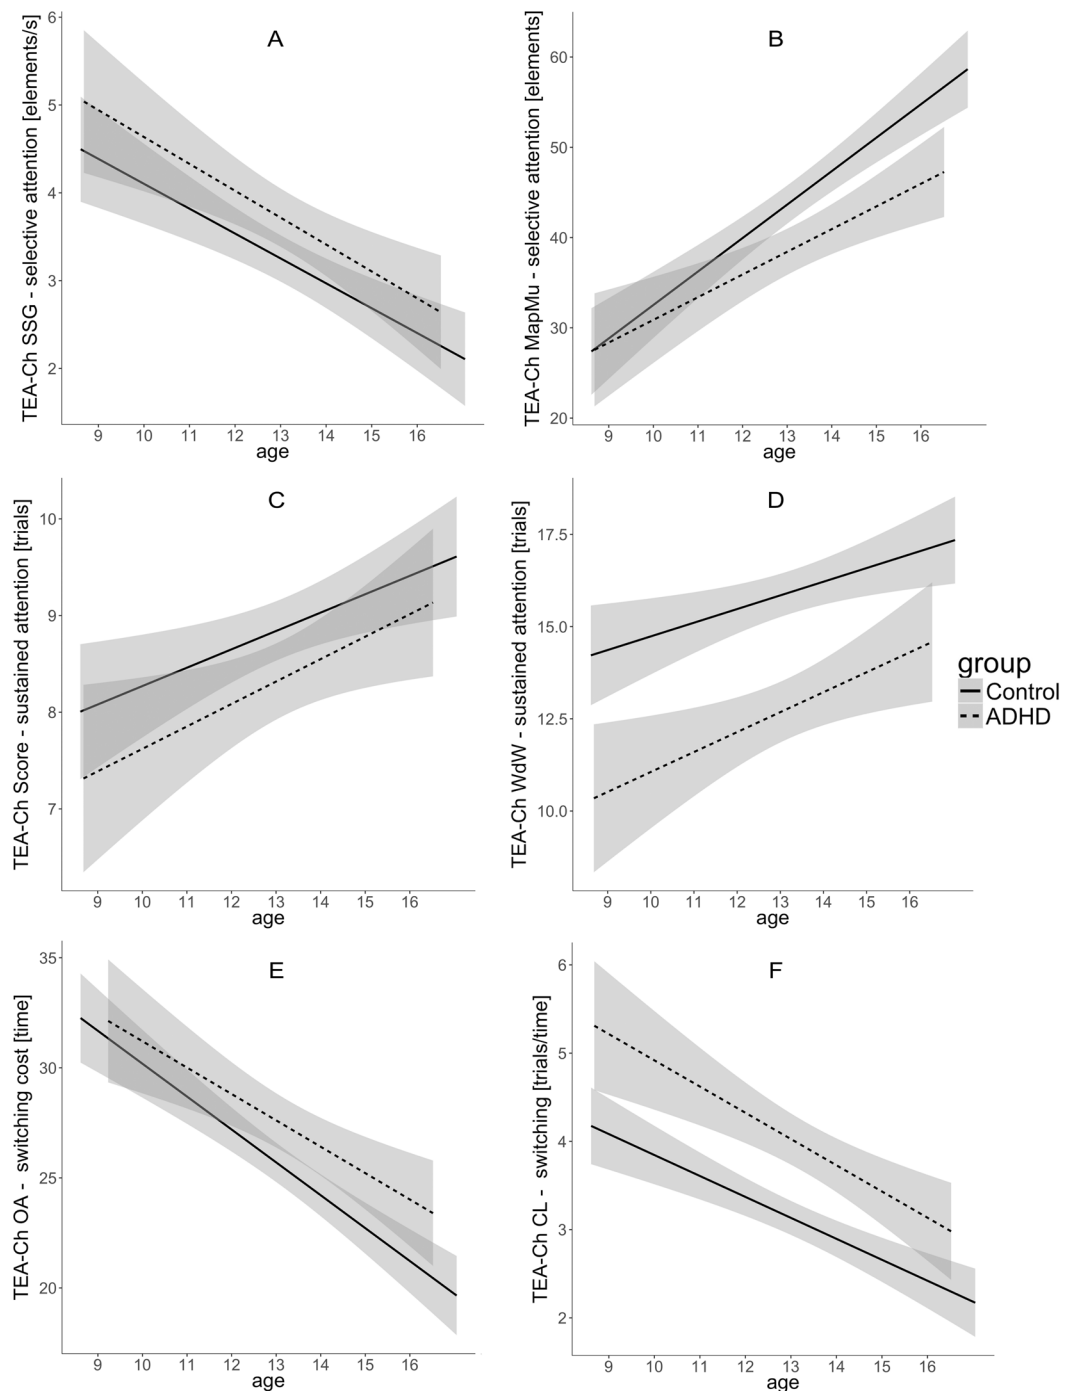 A
TEA-Ch SSG - selective attention [elements/s]
6
5
4
3
2
9 10 11 12 13 14 15 16
age
B
TEA-Ch MapMu - selective attention [elements]
60
50
40
30
20
9 10 11 12 13 14 15 16
age
C
TEA-Ch Score - sustained attention [trials]
10
9
8
7
9 10 11 12 13 14 15 16
age
D
TEA-Ch WdW - sustained attention [trials]
17.5
15.0
12.5
10.0
9 10 11 12 13 14 15 16
age
group
Control
ADHD
E
TEA-Ch OA - switching cost [time]
35
30
25
20
9 10 11 12 13 14 15 16
age
F
TEA-Ch CL - switching [trials/time]
6
5
4
3
2
9 10 11 12 13 14 15 16
age